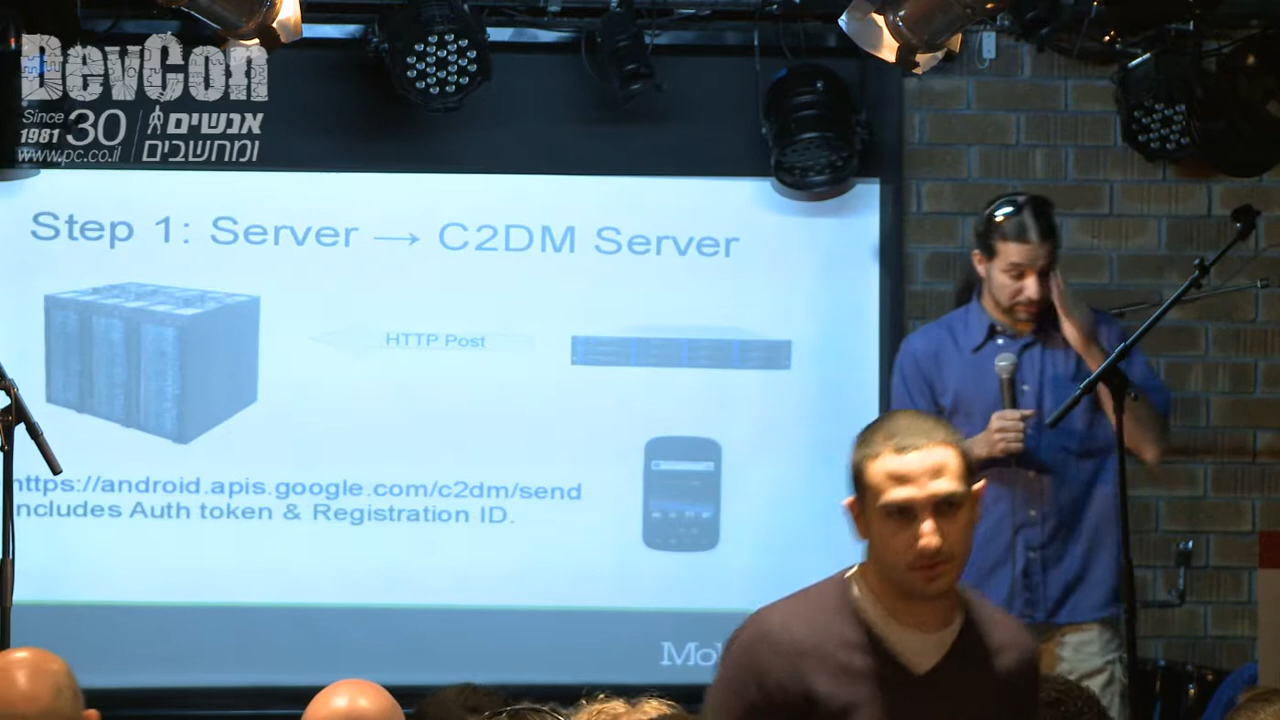 DevCon
Since 1981
30
www.pc.co.il
אנשים
ומחשבים
Step 1: Server → C2DM Server
HTTP Post
https://android.apis.google.com/c2dm/send
includes Auth token & Registration ID.